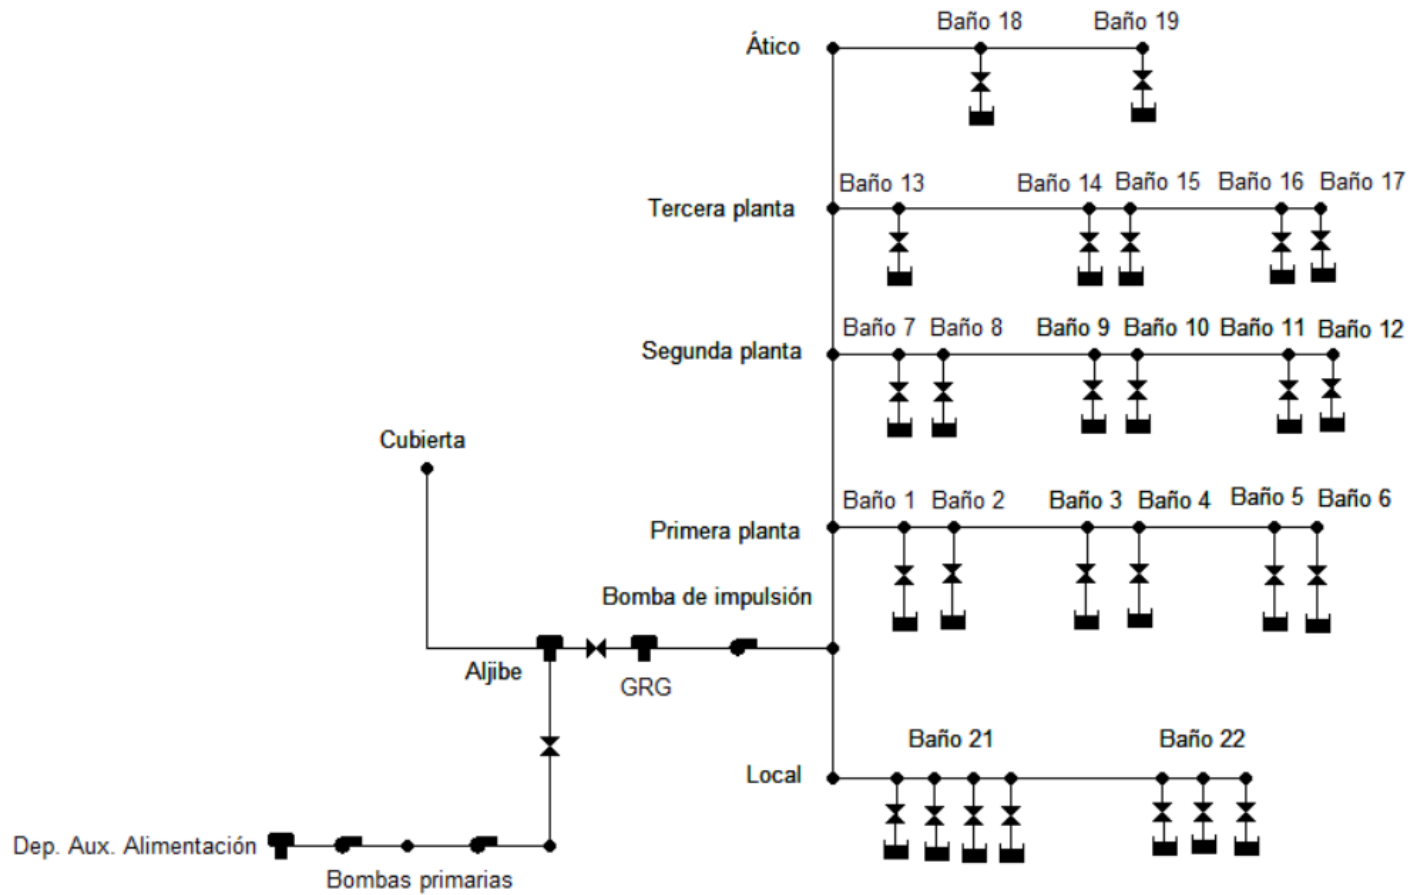 Baño 18 Baño 19
Ático
Baño 13 Baño 14 Baño 15 Baño 16 Baño 17
Tercera planta
Baño 7 Baño 8 Baño 9 Baño 10 Baño 11 Baño 12
Segunda planta
Cubierta
Baño 1 Baño 2 Baño 3 Baño 4 Baño 5 Baño 6
Primera planta
Bomba de impulsión
Aljibe
GRG
Baño 21 Baño 22
Local
Dep. Aux. Alimentación
Bombas primarias